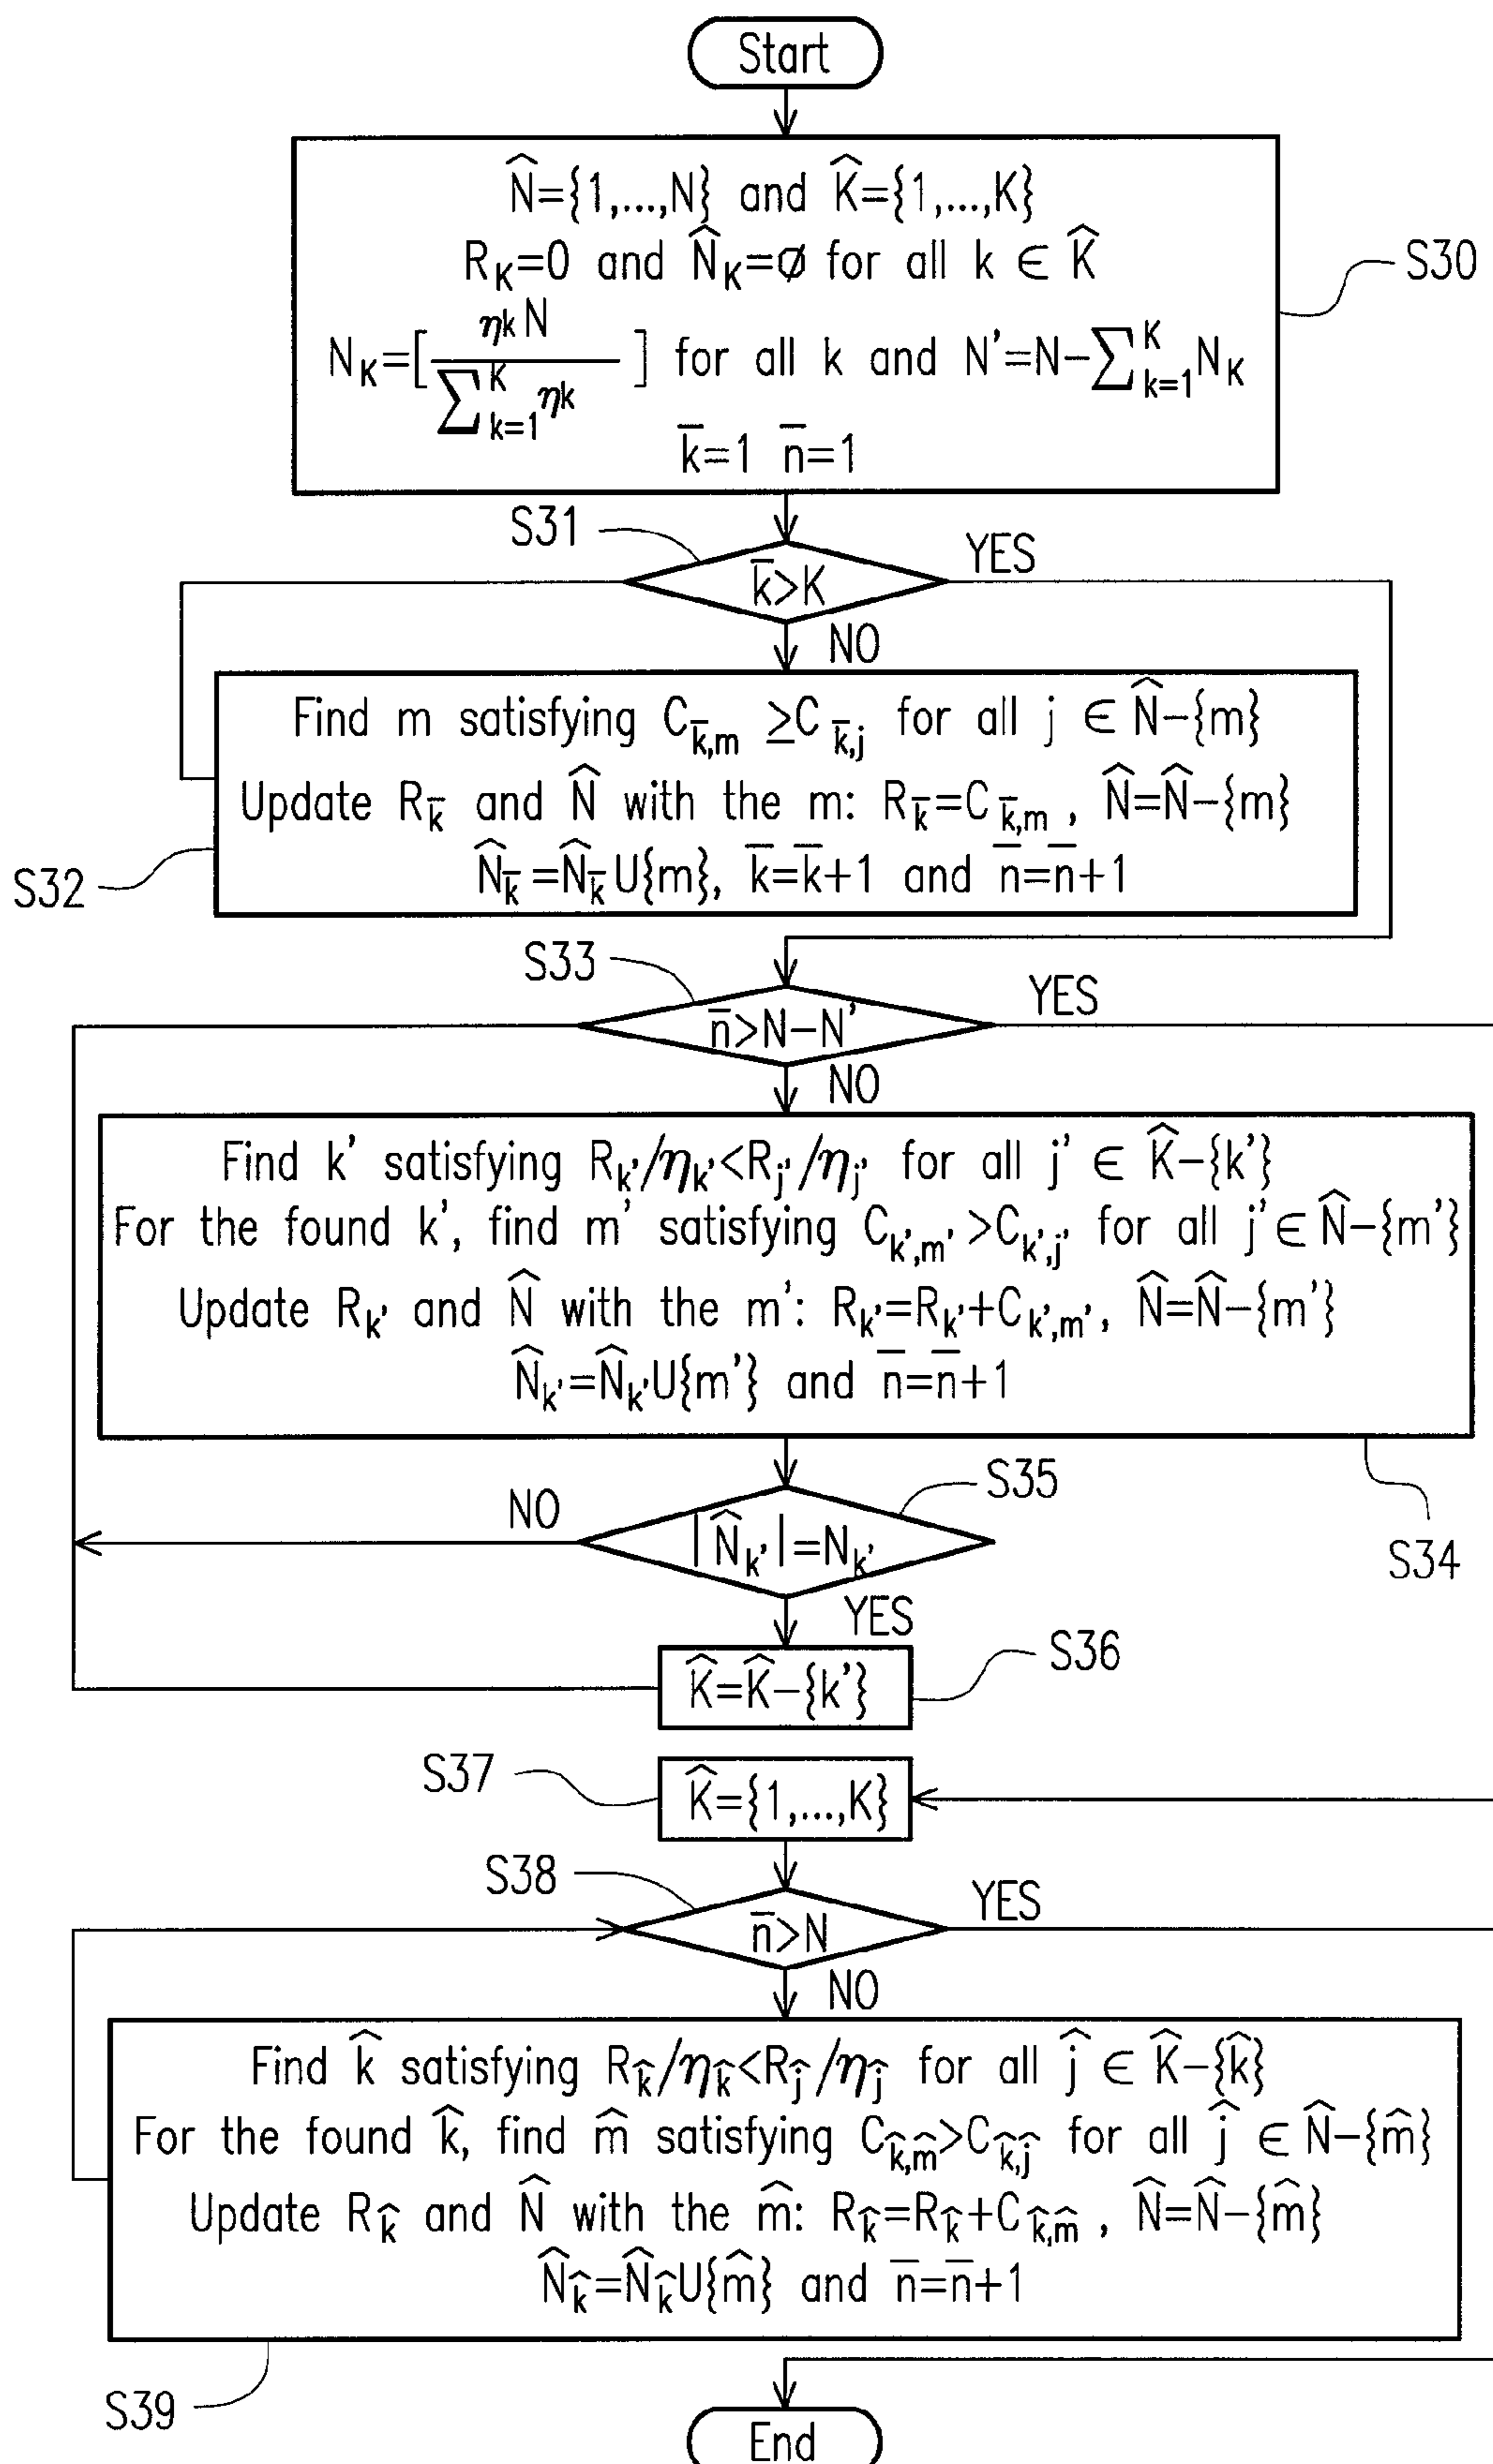 Start
N̂={1,...,N} and K̂={1,...,K}
R_K=0 and N̂_K=ø for all k ∈ K̂
N_K=[ηk N / ∑_{k=1}^{K} ηk] for all k and N'=N-∑_{k=1}^{K} N_K
k̄=1 n̄=1
S30
S31
k̄>K
YES
NO
Find m satisfying C_{k̄,m} ≥C_{k̄,j} for all j ∈ N̂-{m}
Update R_k̄ and N̂ with the m: R_k̄=C_{k̄,m}, N̂=N̂-{m}
N̂_k̄=N̂_k̄ U{m}, k̄=k̄+1 and n̄=n̄+1
S32
S33
n̄>N-N'
YES
NO
Find k' satisfying R_k'/η_k'<R_j'/η_j' for all j' ∈ K̂-{k'}
For the found k', find m' satisfying C_{k',m'}>C_{k',j'} for all j'∈ N̂-{m'}
Update R_k' and N̂ with the m': R_k'=R_k'+C_{k',m'}, N̂=N̂-{m'}
N̂_k'=N̂_k'U{m'} and n̄=n̄+1
S34
S35
|N̂_k'|=N_k'
NO
YES
K̂=K̂-{k'}
S36
S37
K̂={1,...,K}
S38
n̄>N
YES
NO
Find k̂ satisfying R_k̂/η_k̂<R_ĵ/η_ĵ for all ĵ ∈ K̂-{k̂}
For the found k̂, find m̂ satisfying C_{k̂,m̂}>C_{k̂,ĵ} for all ĵ ∈ N̂-{m̂}
Update R_k̂ and N̂ with the m̂: R_k̂=R_k̂+C_{k̂,m̂}, N̂=N̂-{m̂}
N̂_k̂=N̂_k̂U{m̂} and n̄=n̄+1
S39
End